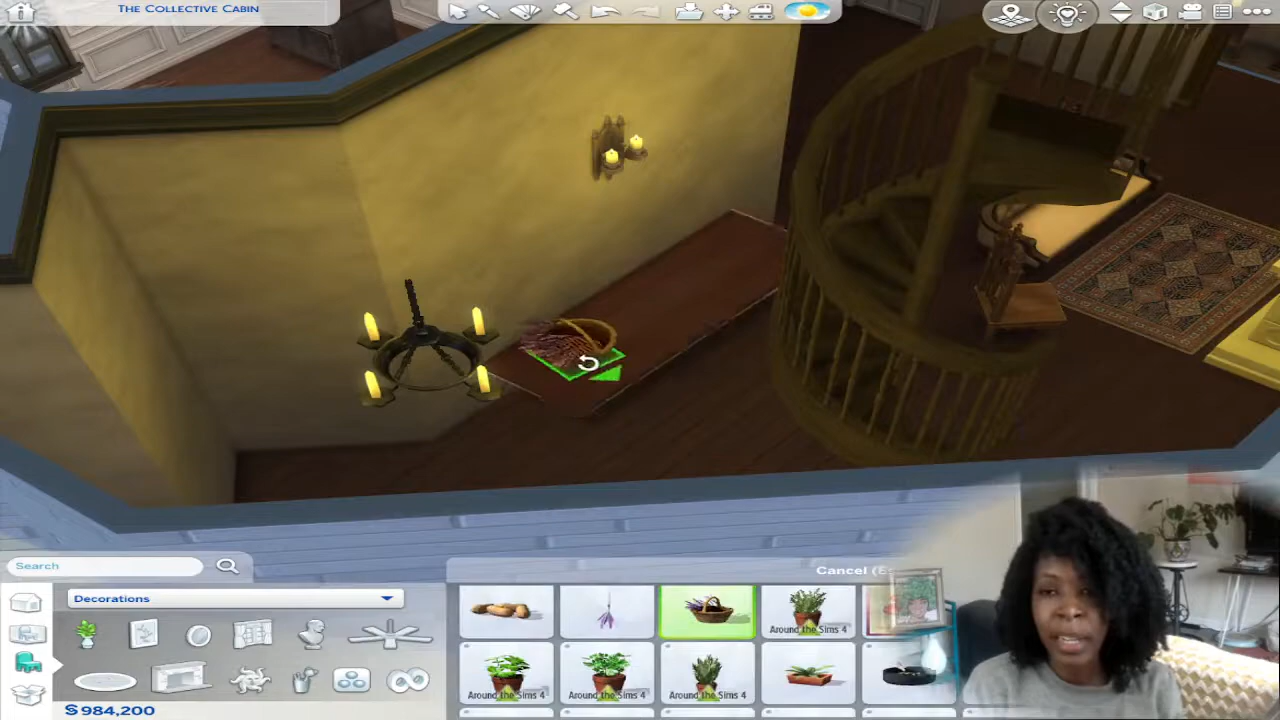 THE COLLECTIVE CABIN
Search
Cancel (Es
Decorations
Around the Sims 4
Around the Sims 4
Around the Sims 4
Around the Sims 4
§984,200